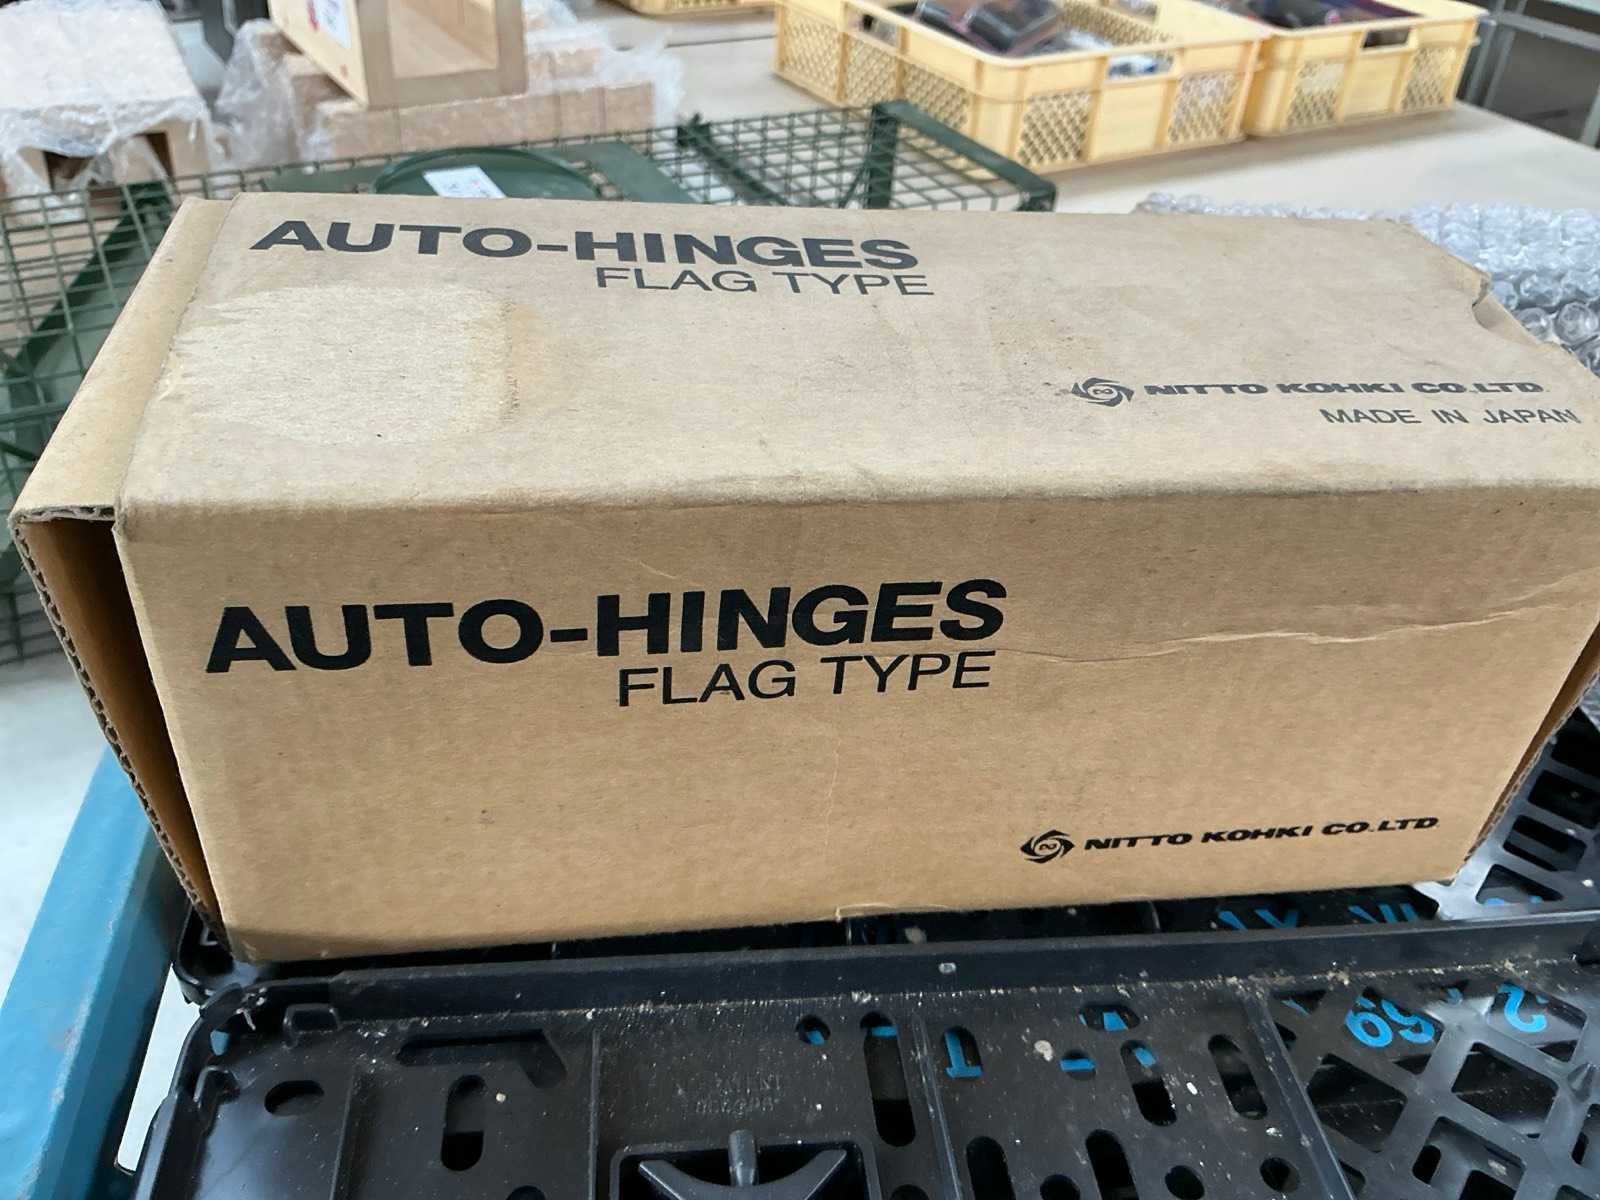 AUTO-HINGES
FLAG TYPE
NITTO KOHKI CO.,LTD.
MADE IN JAPAN
AUTO-HINGES
FLAG TYPE
NITTO KOHKI CO.,LTD.